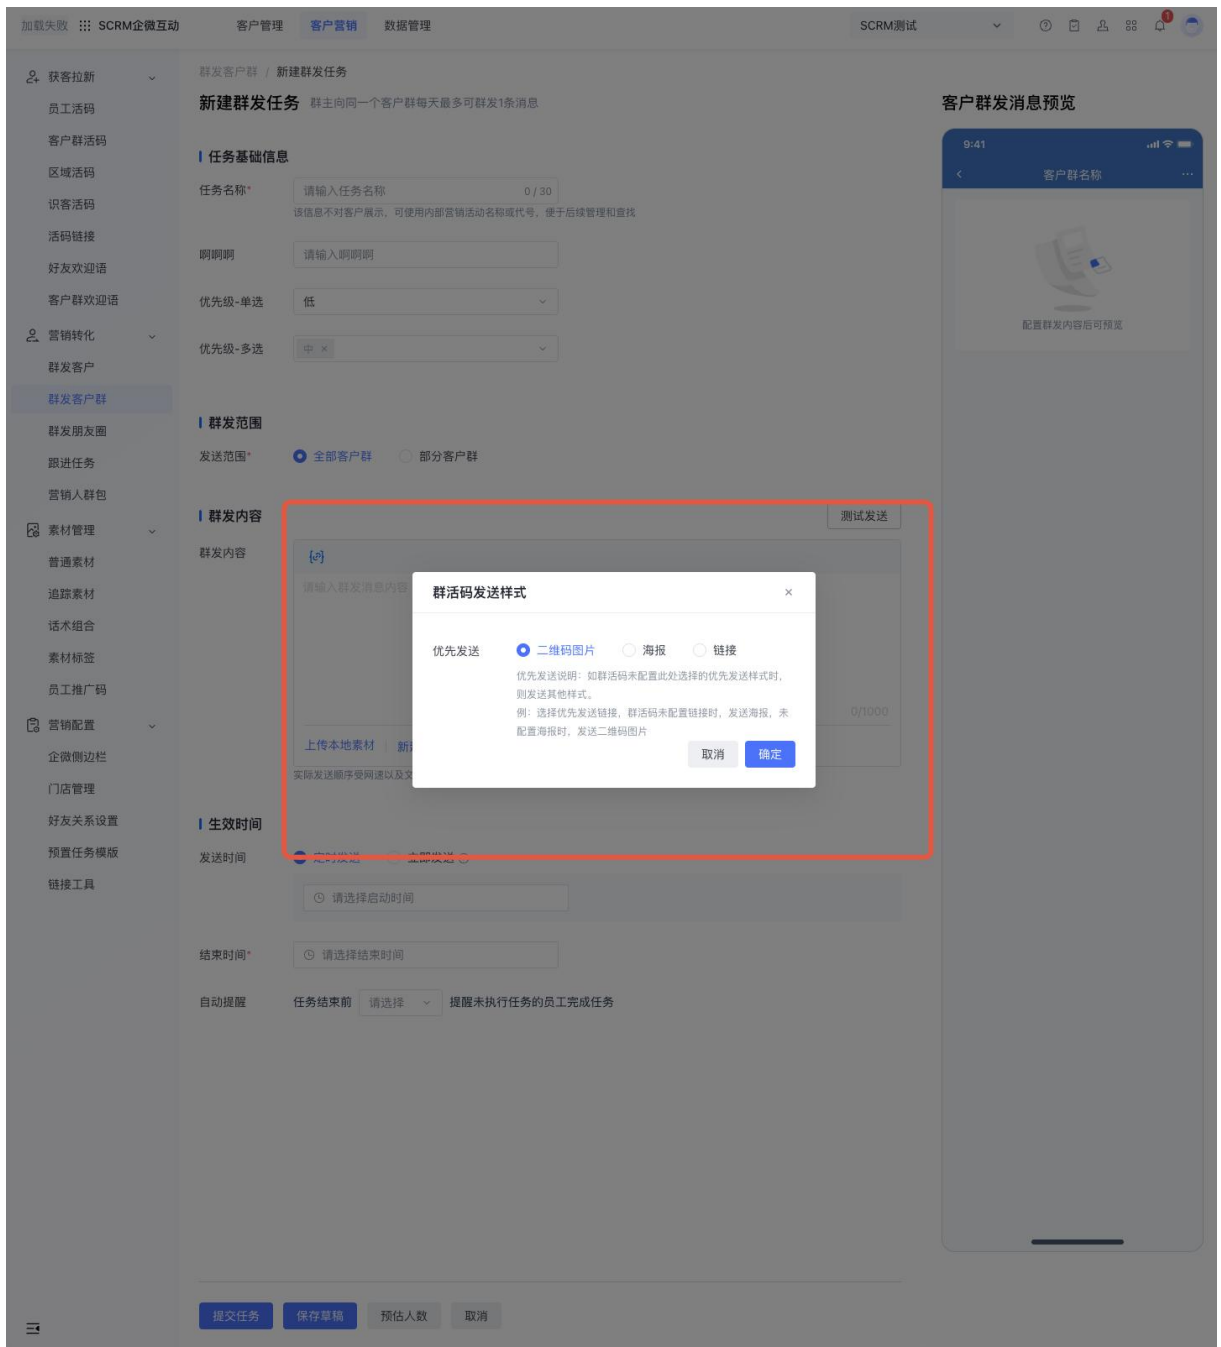 加载失败 SCRM企微互动 客户管理 客户营销 数据管理 SCRM测试 1
获客拉新
员工活码
客户群活码
区域活码
识客活码
活码链接
好友欢迎语
客户群欢迎语
营销转化
群发客户
群发客户群
群发朋友圈
跟进任务
营销人群包
素材管理
普通素材
追踪素材
话术组合
素材标签
员工推广码
营销配置
企微侧边栏
门店管理
好友关系设置
预置任务模版
链接工具
群发客户群 / 新建群发任务
新建群发任务 群主向同一个客户群每天最多可群发1条消息
任务基础信息
任务名称* 请输入任务名称 0 / 30
该信息不对客户展示，可使用内部营销活动名称或代号，便于后续管理和查找
啊啊啊 请输入啊啊啊
优先级-单选 低
优先级-多选 中 ×
群发范围
发送范围* 全部客户群 部分客户群
群发内容 测试发送
群发内容
请输入群发消息内容
0/1000
上传本地素材
实际发送顺序受网速以及文
群活码发送样式 ×
优先发送 二维码图片 海报 链接
优先发送说明：如群活码未配置此处选择的优先发送样式时，
则发送其他样式。
例：选择优先发送链接，群活码未配置链接时，发送海报，未
配置海报时，发送二维码图片
取消 确定
生效时间
发送时间 定时发送 立即发送
请选择启动时间
结束时间* 请选择结束时间
自动提醒 任务结束前 请选择 提醒未执行任务的员工完成任务
提交任务 保存草稿 预估人数 取消
客户群发消息预览
9:41
客户群名称 ...
配置群发内容后可预览